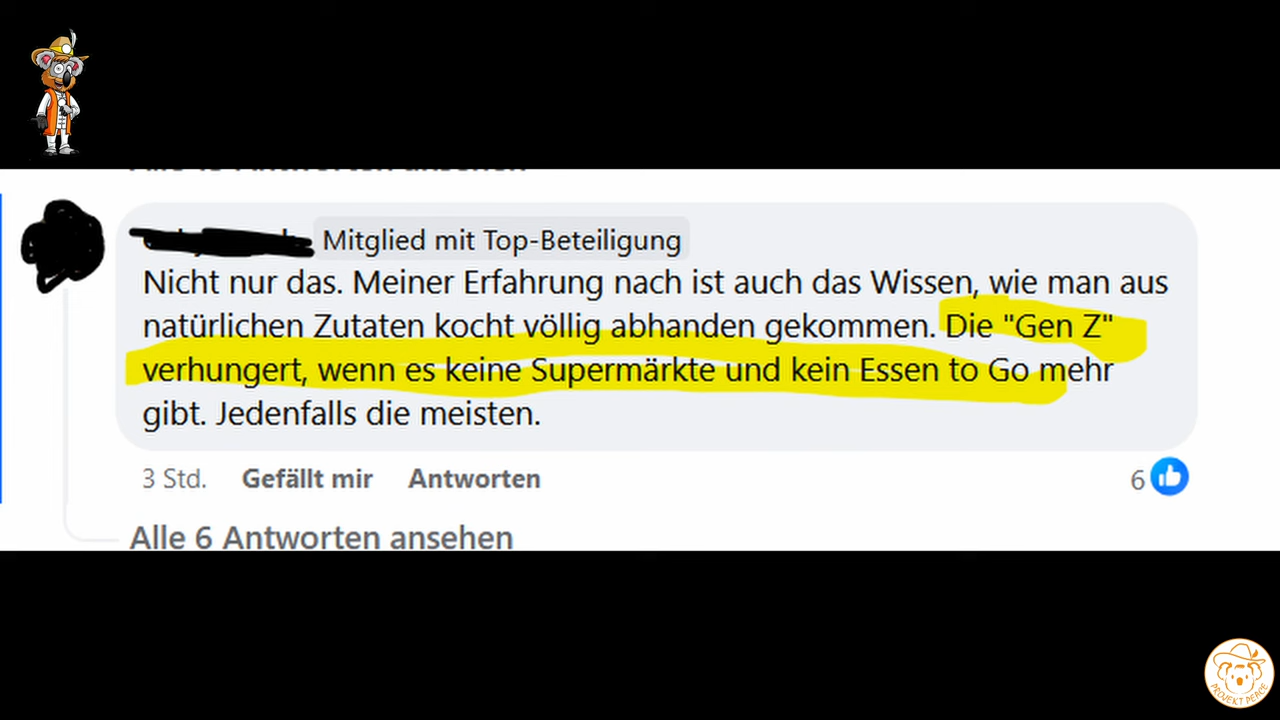 Mitglied mit Top-Beteiligung
Nicht nur das. Meiner Erfahrung nach ist auch das Wissen, wie man aus
natürlichen Zutaten kocht völlig abhanden gekommen. Die "Gen Z"
verhungert, wenn es keine Supermärkte und kein Essen to Go mehr
gibt. Jedenfalls die meisten.
3 Std. Gefällt mir Antworten 6
Alle 6 Antworten ansehen
PROJEKT PEACE